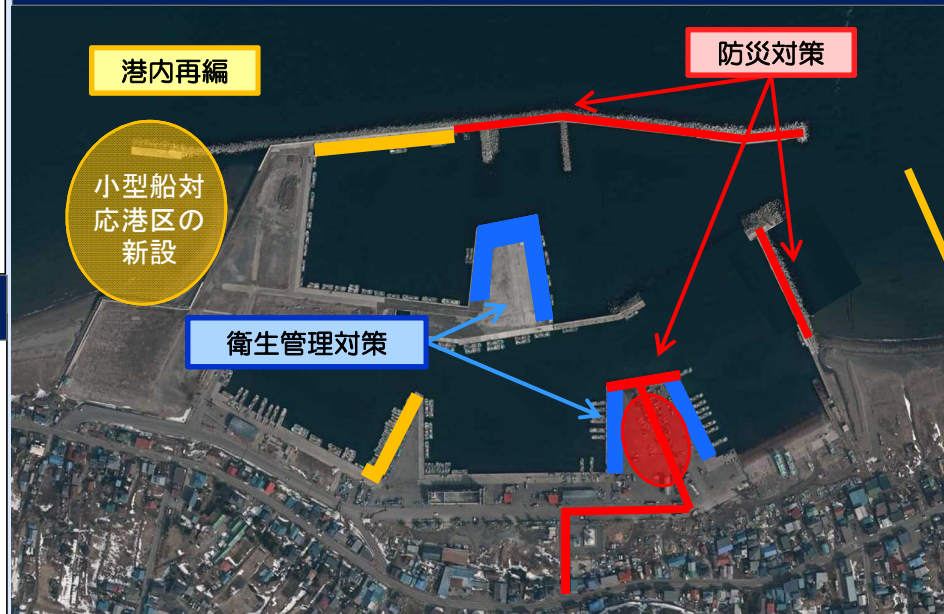 港内再編
防災対策
小型船対
応港区の
新設
衛生管理対策